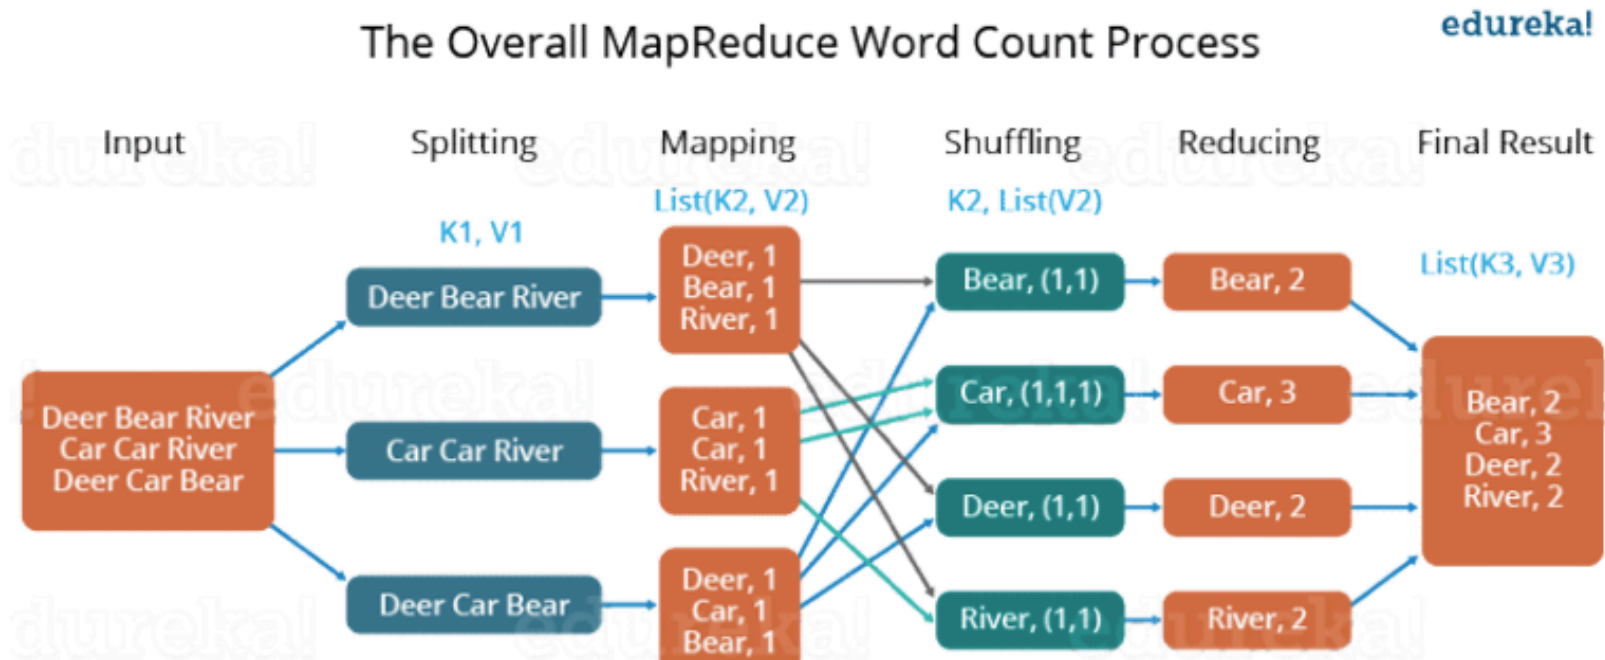 The Overall MapReduce Word Count Process
edureka!
Input
Splitting
Mapping
Shuffling
Reducing
Final Result
K1, V1
List(K2, V2)
K2, List(V2)
List(K3, V3)
Deer Bear River
Car Car River
Deer Car Bear
Deer Bear River
Car Car River
Deer Car Bear
Deer, 1
Bear, 1
River, 1
Car, 1
Car, 1
River, 1
Deer, 1
Car, 1
Bear, 1
Bear, (1,1)
Car, (1,1,1)
Deer, (1,1)
River, (1,1)
Bear, 2
Car, 3
Deer, 2
River, 2
Bear, 2
Car, 3
Deer, 2
River, 2